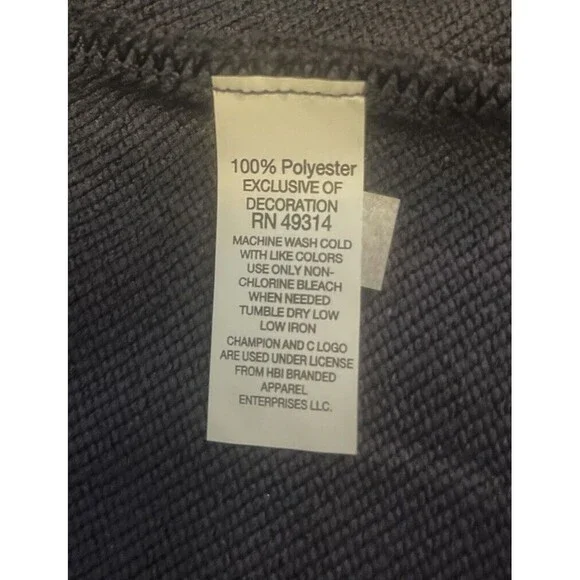 100% Polyester
EXCLUSIVE OF
DECORATION
RN 49314
MACHINE WASH COLD
WITH LIKE COLORS
USE ONLY NON-
CHLORINE BLEACH
WHEN NEEDED
TUMBLE DRY LOW
LOW IRON
CHAMPION AND C LOGO
ARE USED UNDER LICENSE
FROM HBI BRANDED
APPAREL
ENTERPRISES LLC.